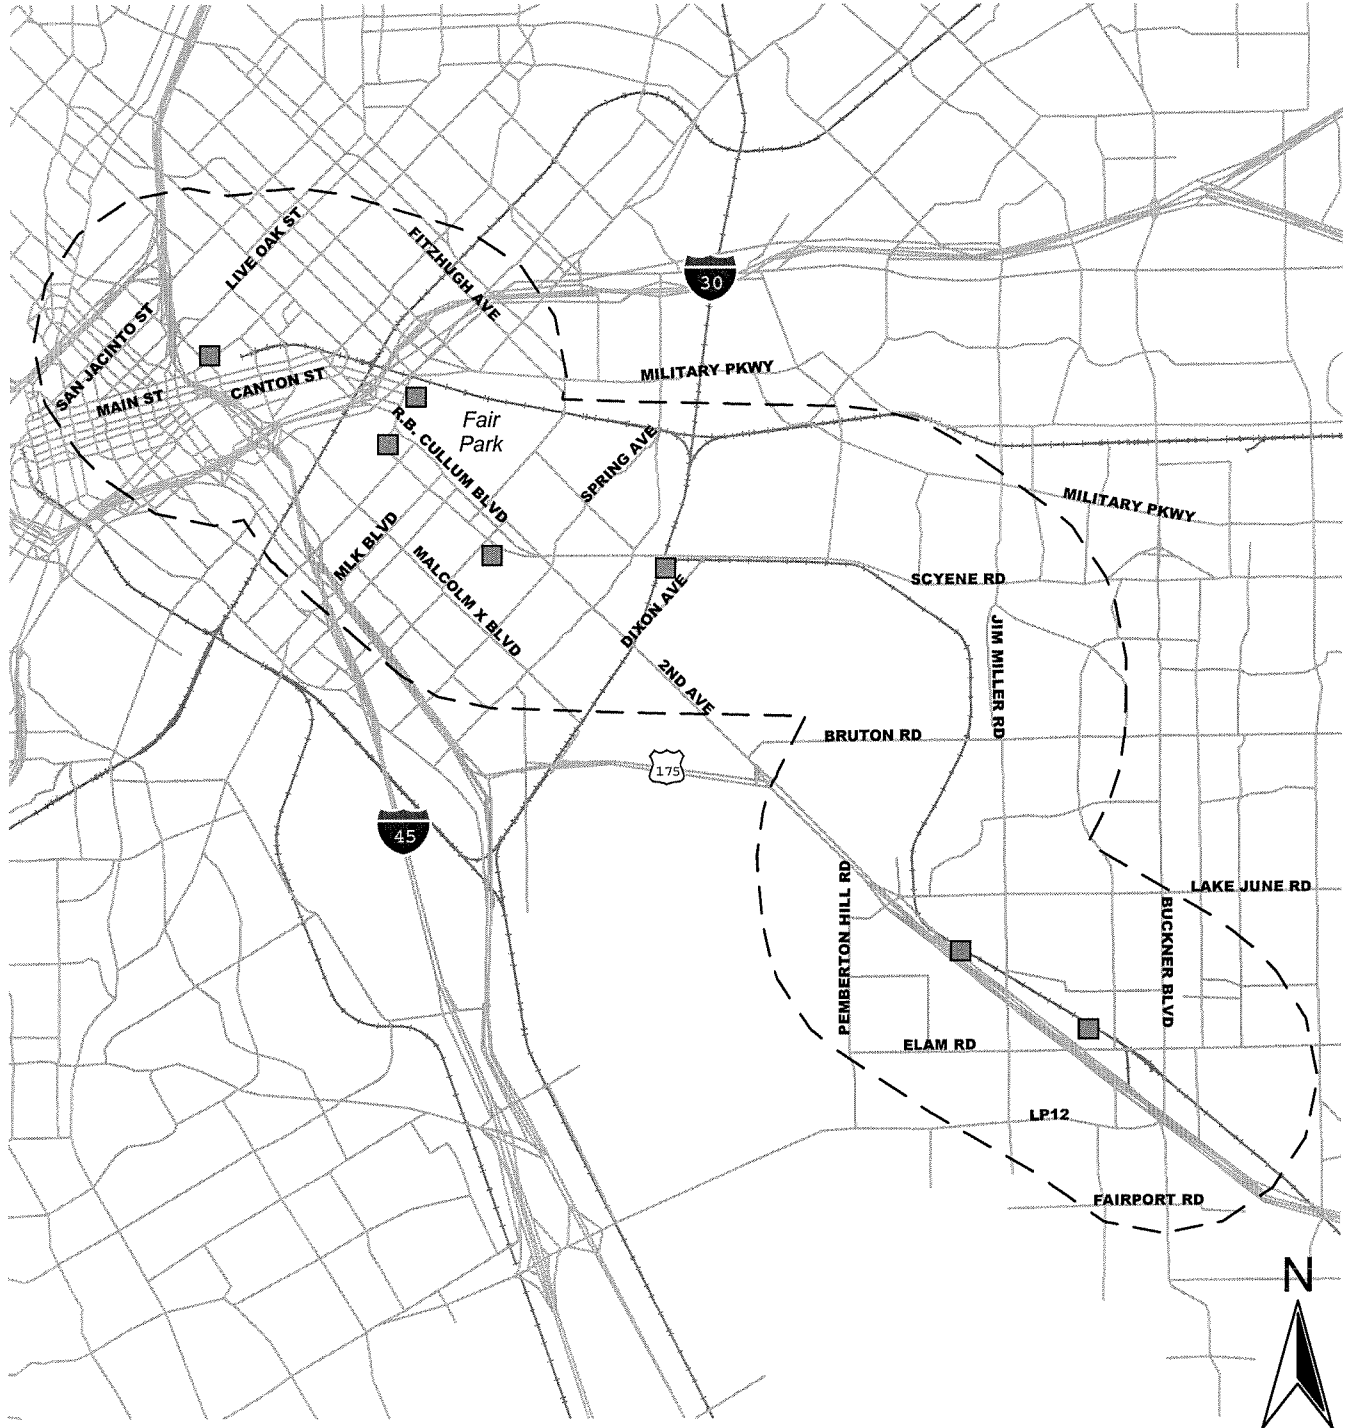 LIVE OAK ST
FITZHUGH AVE
30
SAN JACINTO ST
MAIN ST
CANTON ST
MILITARY PKWY
R.B. CULLUM BLVD
Fair
Park
SPRING AVE
MILITARY PKWY
MLK BLVD
MALCOLM X BLVD
SCYENE RD
DIXON AVE
JIM MILLER RD
2ND AVE
BRUTON RD
175
45
PEMBERTON HILL RD
LAKE JUNE RD
BUCKNER BLVD
ELAM RD
LP12
FAIRPORT RD
N